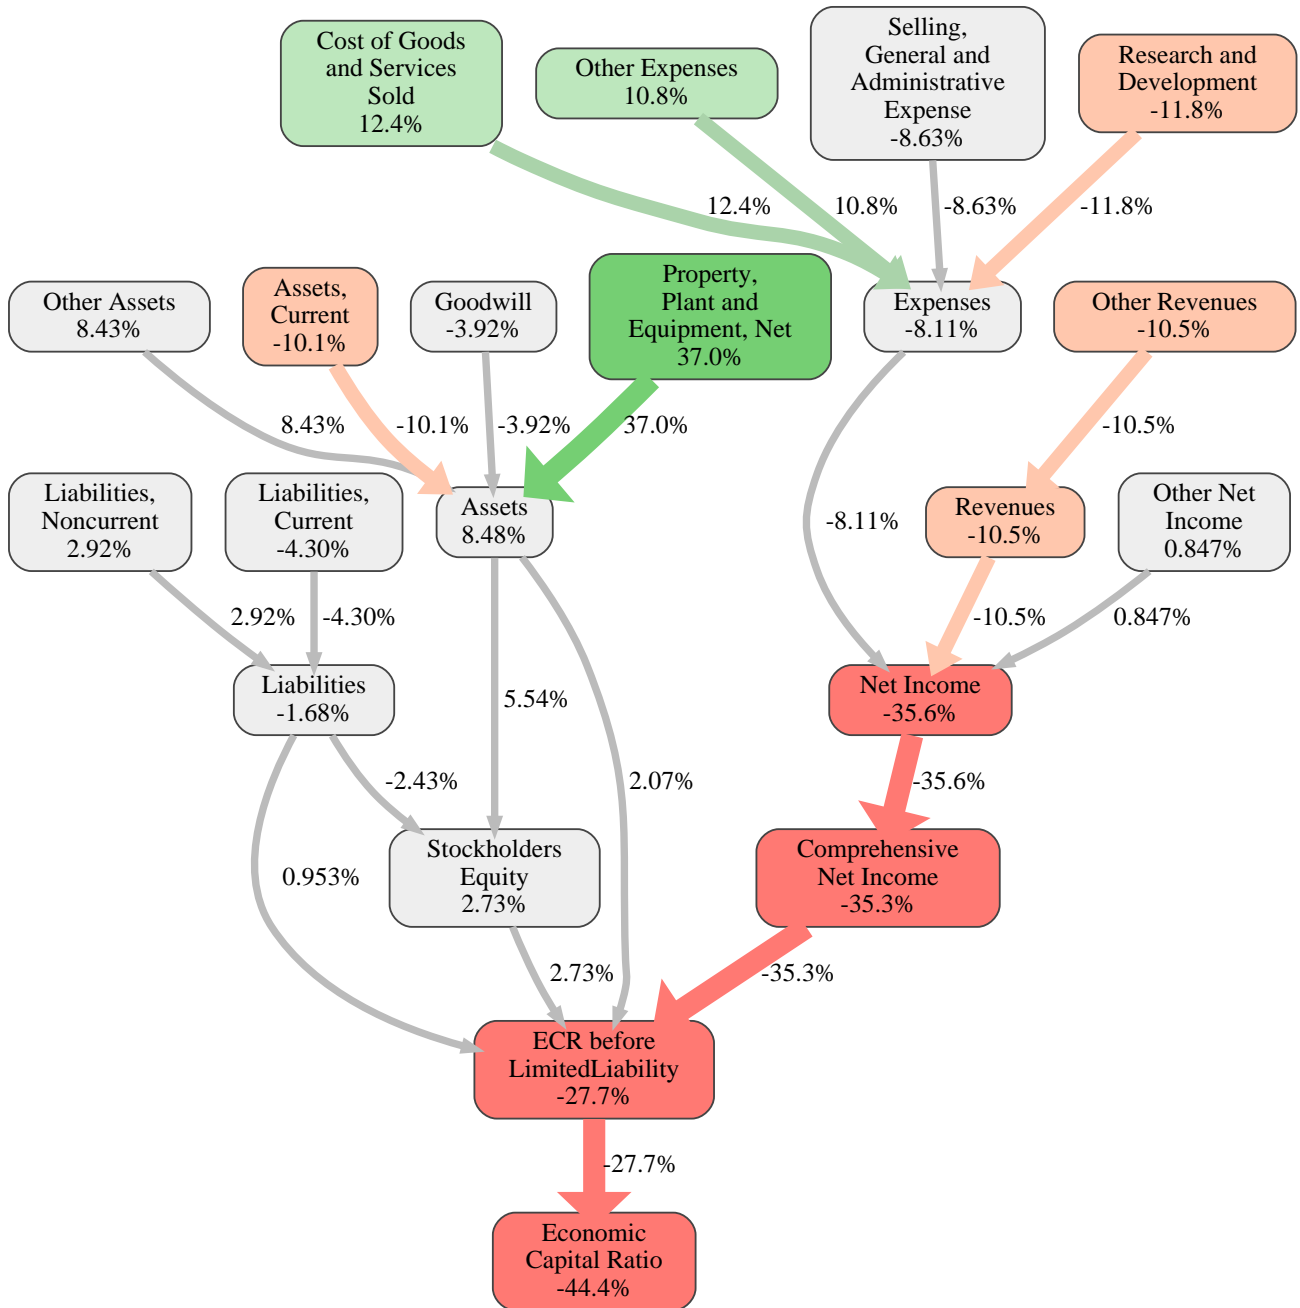 Cost of Goods
and Services
Sold
12.4%
Other Expenses
10.8%
Selling,
General and
Administrative
Expense
-8.63%
Research and
Development
-11.8%
12.4%
10.8%
-8.63%
-11.8%
Other Assets
8.43%
Assets,
Current
-10.1%
Goodwill
-3.92%
Property,
Plant and
Equipment, Net
37.0%
Expenses
-8.11%
Other Revenues
-10.5%
8.43%
-10.1%
-3.92%
37.0%
-8.11%
-10.5%
Liabilities,
Noncurrent
2.92%
Liabilities,
Current
-4.30%
Assets
8.48%
Revenues
-10.5%
Other Net
Income
0.847%
2.92%
-4.30%
5.54%
2.07%
-10.5%
0.847%
Liabilities
-1.68%
Net Income
-35.6%
0.953%
-2.43%
-35.6%
Stockholders
Equity
2.73%
Comprehensive
Net Income
-35.3%
2.73%
-35.3%
ECR before
LimitedLiability
-27.7%
-27.7%
Economic
Capital Ratio
-44.4%